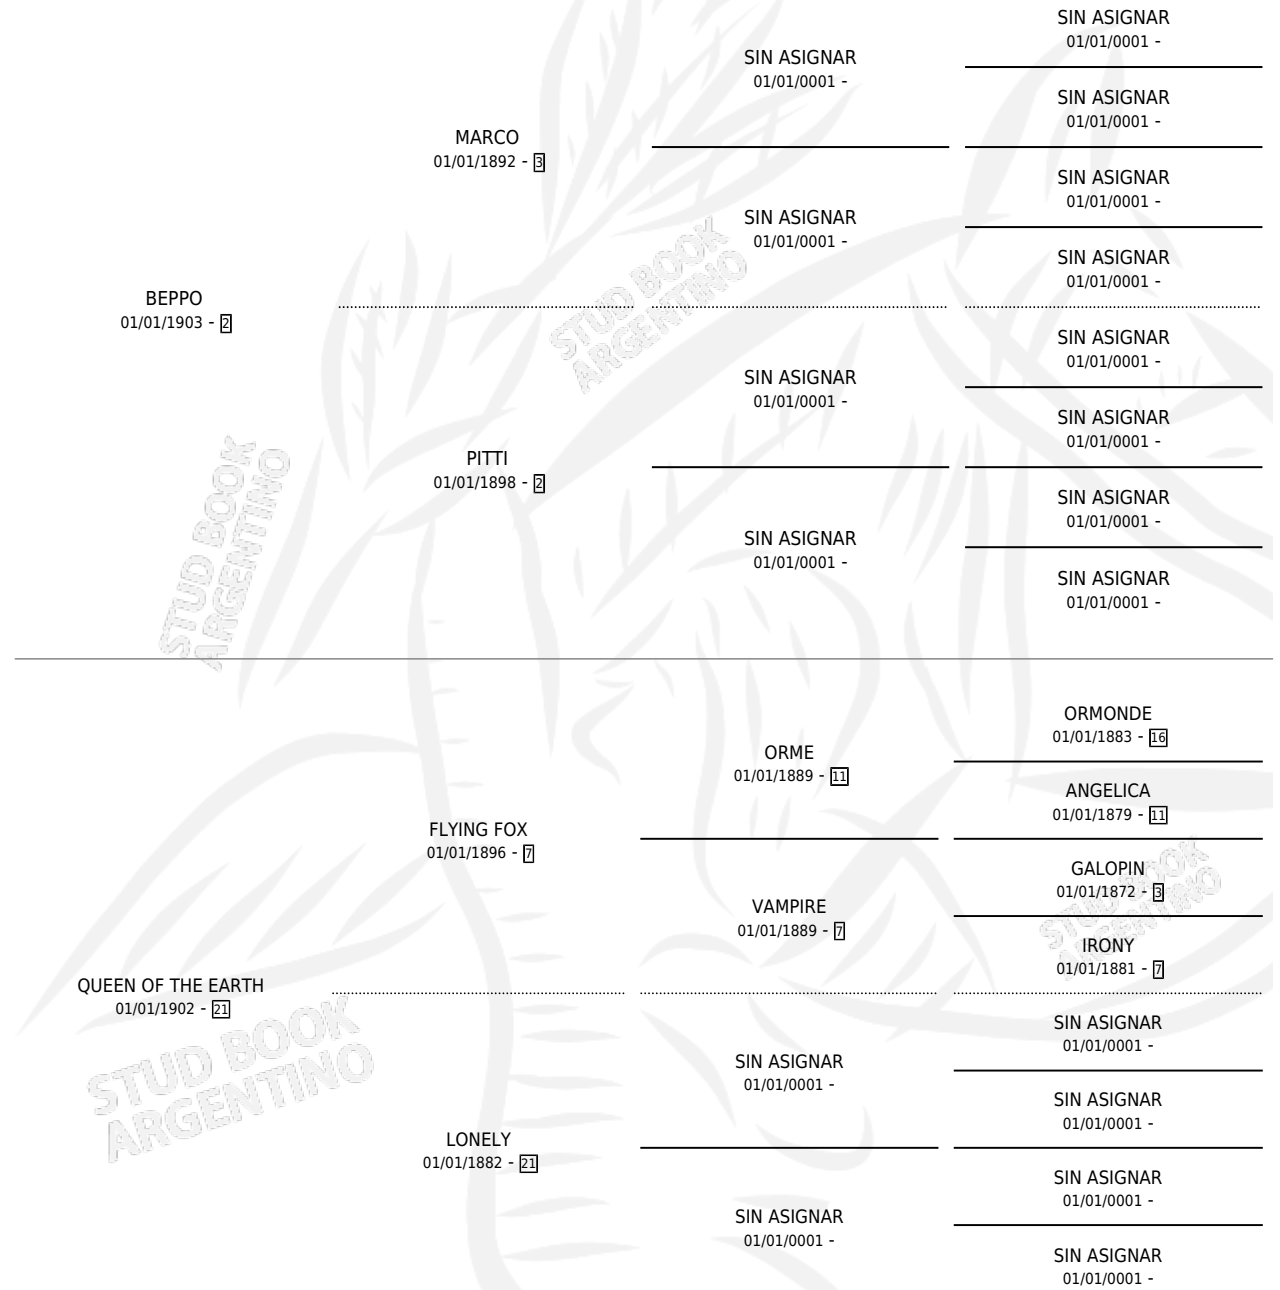 SIN ASIGNAR
01/01/0001 -
SIN ASIGNAR
01/01/0001 -
SIN ASIGNAR
01/01/0001 -
MARCO
01/01/1892 - 3
SIN ASIGNAR
01/01/0001 -
SIN ASIGNAR
01/01/0001 -
SIN ASIGNAR
01/01/0001 -
BEPPO
01/01/1903 - 2
SIN ASIGNAR
01/01/0001 -
SIN ASIGNAR
01/01/0001 -
SIN ASIGNAR
01/01/0001 -
PITTI
01/01/1898 - 2
SIN ASIGNAR
01/01/0001 -
SIN ASIGNAR
01/01/0001 -
SIN ASIGNAR
01/01/0001 -
STUD BOOK
ARGENTINO
STUD BOOK
ARGENTINO
ORMONDE
01/01/1883 - 16
ORME
01/01/1889 - 11
ANGELICA
01/01/1879 - 11
FLYING FOX
01/01/1896 - 7
GALOPIN
01/01/1872 - 3
VAMPIRE
01/01/1889 - 7
IRONY
01/01/1881 - 7
QUEEN OF THE EARTH
01/01/1902 - 21
SIN ASIGNAR
01/01/0001 -
SIN ASIGNAR
01/01/0001 -
SIN ASIGNAR
01/01/0001 -
LONELY
01/01/1882 - 21
SIN ASIGNAR
01/01/0001 -
SIN ASIGNAR
01/01/0001 -
SIN ASIGNAR
01/01/0001 -
STUD BOOK
ARGENTINO
STUD BOOK
ARGENTINO